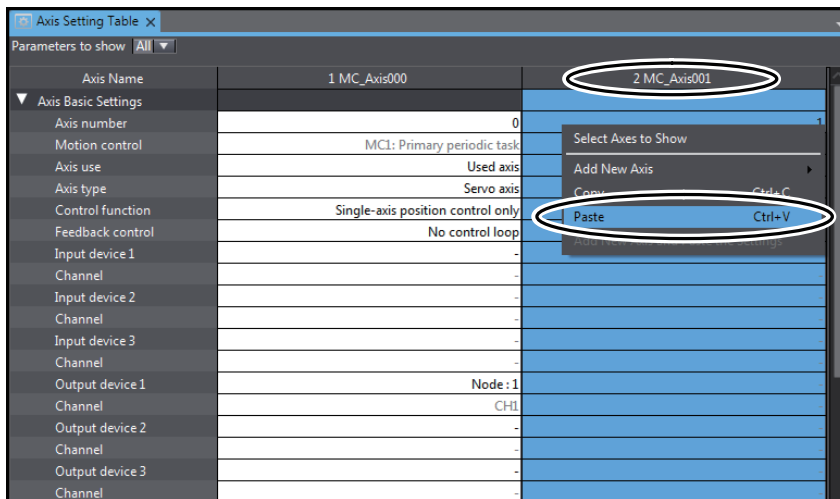 Axis Setting Table ×
Parameters to show All ▼
Axis Name 1 MC_Axis000 2 MC_Axis001
▼ Axis Basic Settings
Axis number 0 1
Motion control MC1: Primary periodic task
Select Axes to Show
Axis use Used axis
Add New Axis
Axis type Servo axis
Copy Ctrl+C
Control function Single-axis position control only
Paste Ctrl+V
Feedback control No control loop
Input device 1 -
Channel - -
Input device 2 - -
Channel - -
Input device 3 - -
Channel - -
Output device 1 Node : 1 -
Channel CH1 -
Output device 2 - -
Channel - -
Output device 3 - -
Channel - -